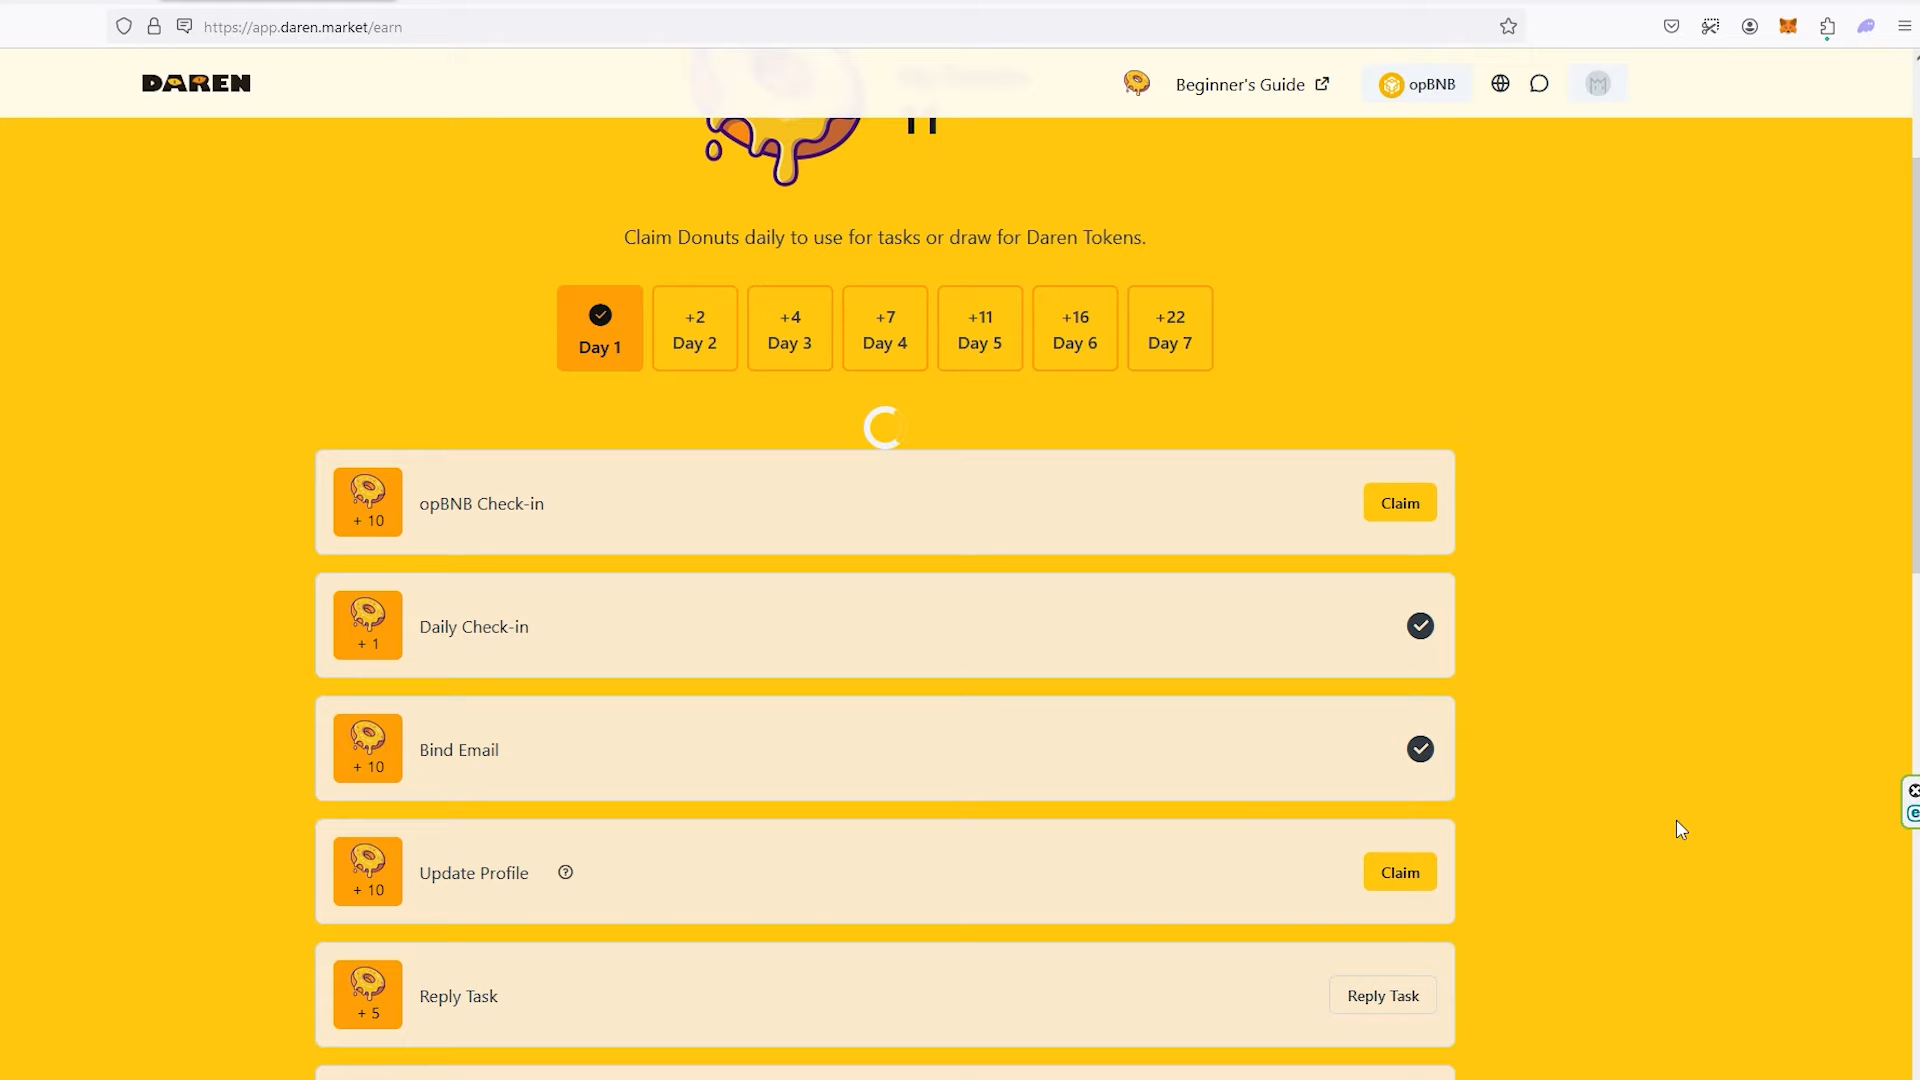 https://app.daren.market/earn
DAREN
Beginner's Guide
opBNB
Claim Donuts daily to use for tasks or draw for Daren Tokens.
Day 1
+2
Day 2
+4
Day 3
+7
Day 4
+11
Day 5
+16
Day 6
+22
Day 7
+ 10
opBNB Check-in
Claim
+ 1
Daily Check-in
+ 10
Bind Email
+ 10
Update Profile
Claim
+ 5
Reply Task
Reply Task